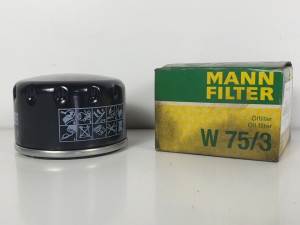 MANN
FILTER
Ölfilter
Oil filter
W 75/3